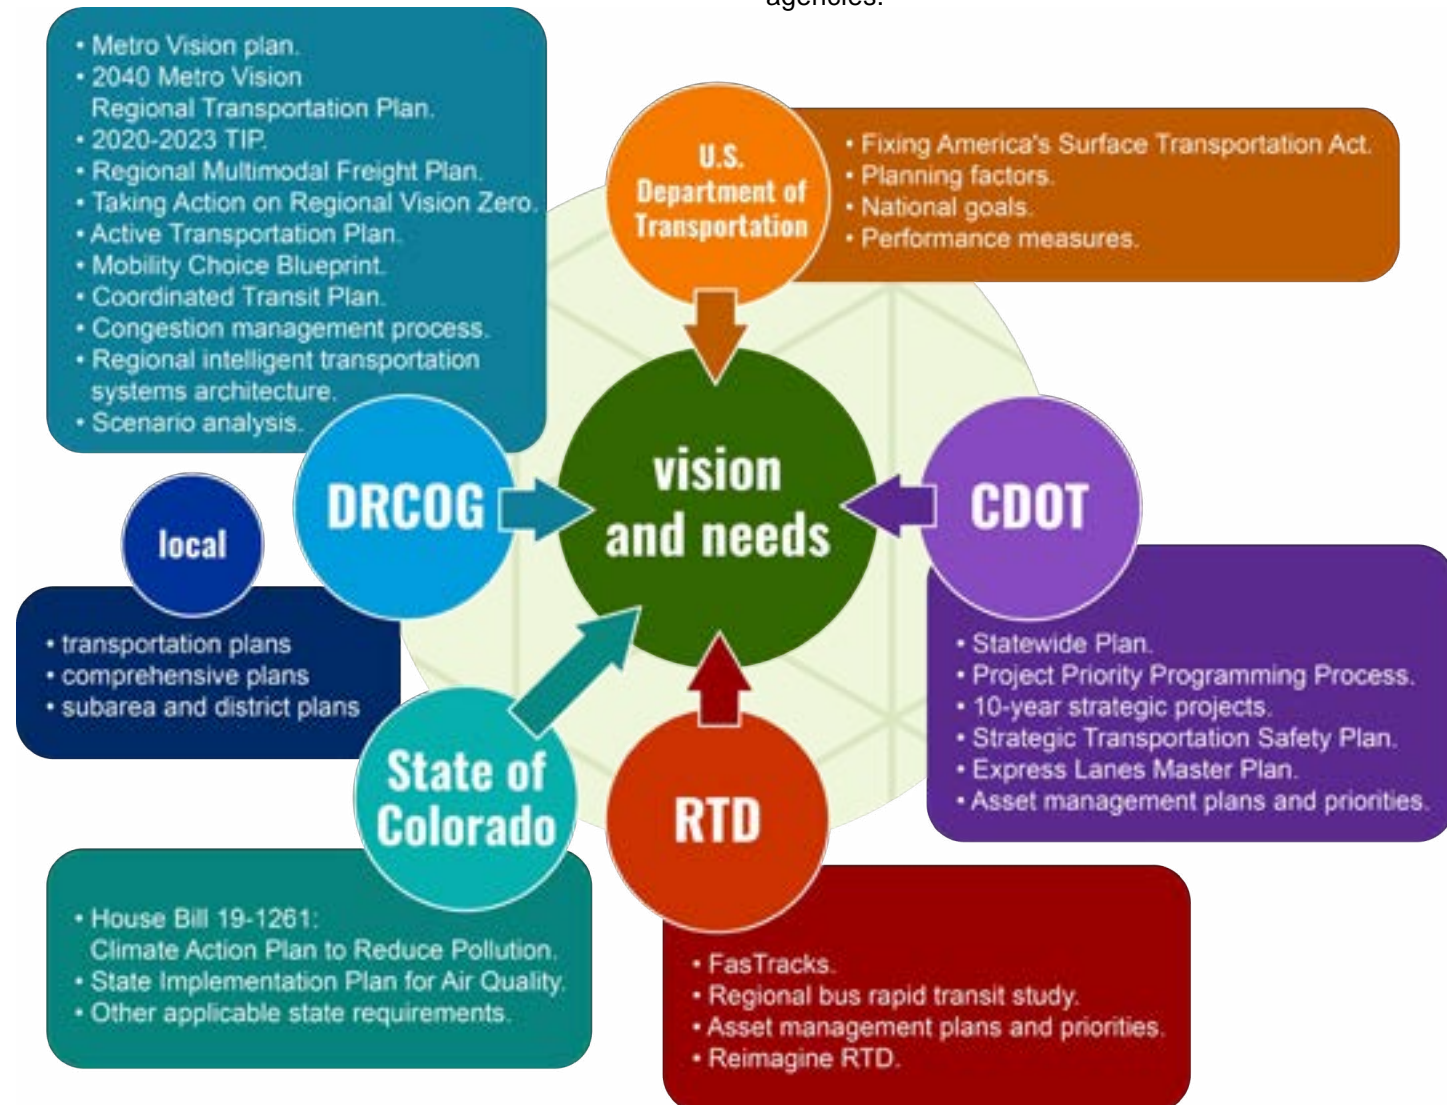 agencies.
• Metro Vision plan.
• 2040 Metro Vision
Regional Transportation Plan.
• 2020-2023 TIP.
• Regional Multimodal Freight Plan.
• Taking Action on Regional Vision Zero.
• Active Transportation Plan.
• Mobility Choice Blueprint.
• Coordinated Transit Plan.
• Congestion management process.
• Regional intelligent transportation
systems architecture.
• Scenario analysis.
DRCOG
U.S.
Department of
Transportation
• Fixing America's Surface Transportation Act.
• Planning factors.
• National goals.
• Performance measures.
vision
and needs
CDOT
• Statewide Plan.
• Project Priority Programming Process.
• 10-year strategic projects.
• Strategic Transportation Safety Plan.
• Express Lanes Master Plan.
• Asset management plans and priorities.
local
• transportation plans
• comprehensive plans
• subarea and district plans
State of
Colorado
• House Bill 19-1261:
Climate Action Plan to Reduce Pollution.
• State Implementation Plan for Air Quality.
• Other applicable state requirements.
RTD
• FasTracks.
• Regional bus rapid transit study.
• Asset management plans and priorities.
• Reimagine RTD.